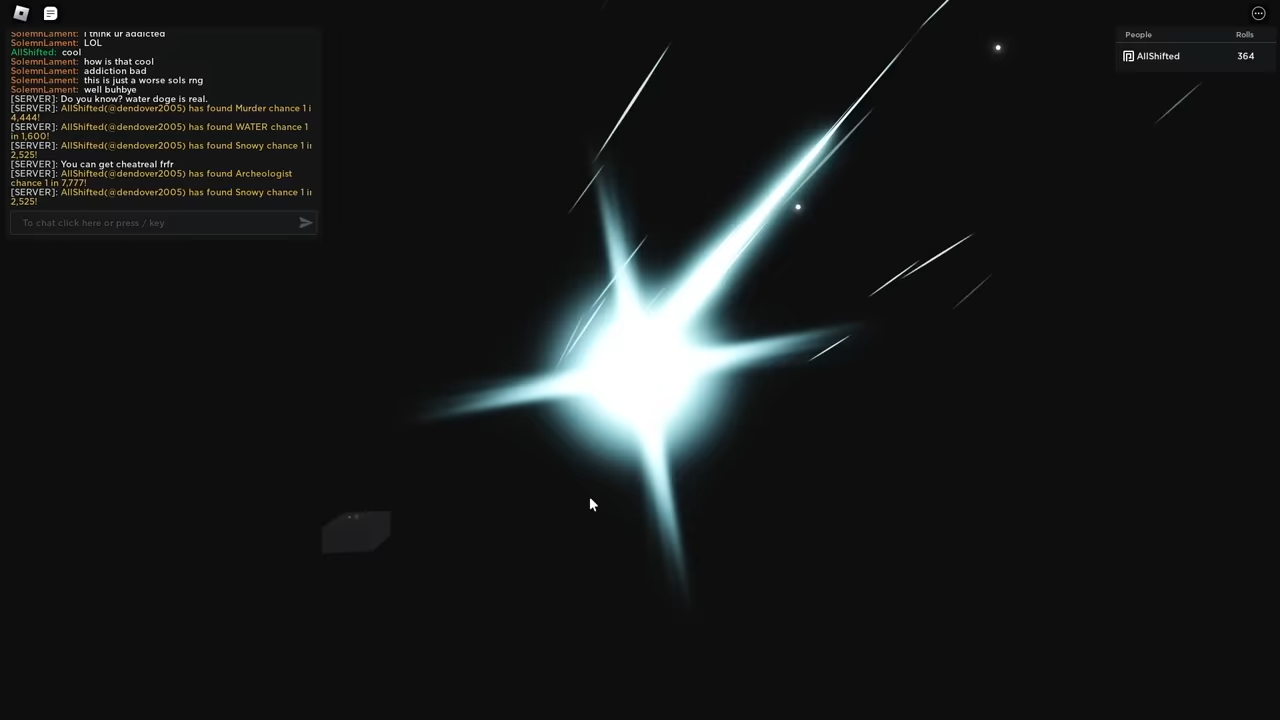 SolemnLament: I think ur addicted
SolemnLament: LOL
AllShifted: cool
SolemnLament: how is that cool
SolemnLament: addiction bad
SolemnLament: this is just a worse sols rng
SolemnLament: well buhbye
[SERVER]: Do you know? water doge is real.
[SERVER]: AllShifted(@dendover2005) has found Murder chance 1 in
4,444!
[SERVER]: AllShifted(@dendover2005) has found WATER chance 1
in 1,600!
[SERVER]: AllShifted(@dendover2005) has found Snowy chance 1 in
2,525!
[SERVER]: You can get cheatreal frfr
[SERVER]: AllShifted(@dendover2005) has found Archeologist
chance 1 in 7,777!
[SERVER]: AllShifted(@dendover2005) has found Snowy chance 1 in
2,525!
To chat click here or press / key
People Rolls
AllShifted 364